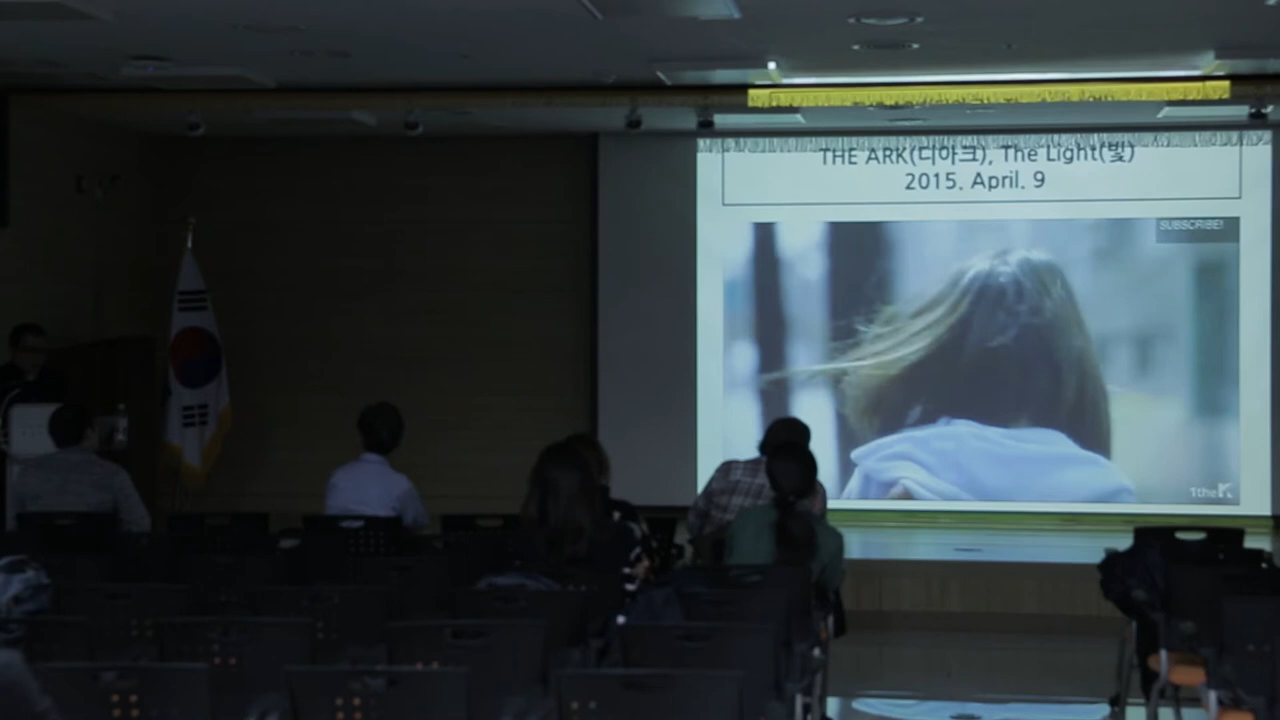 THE ARK(디아크), The Light(빛)
2015. April. 9
SUBSCRIBE!
1theK